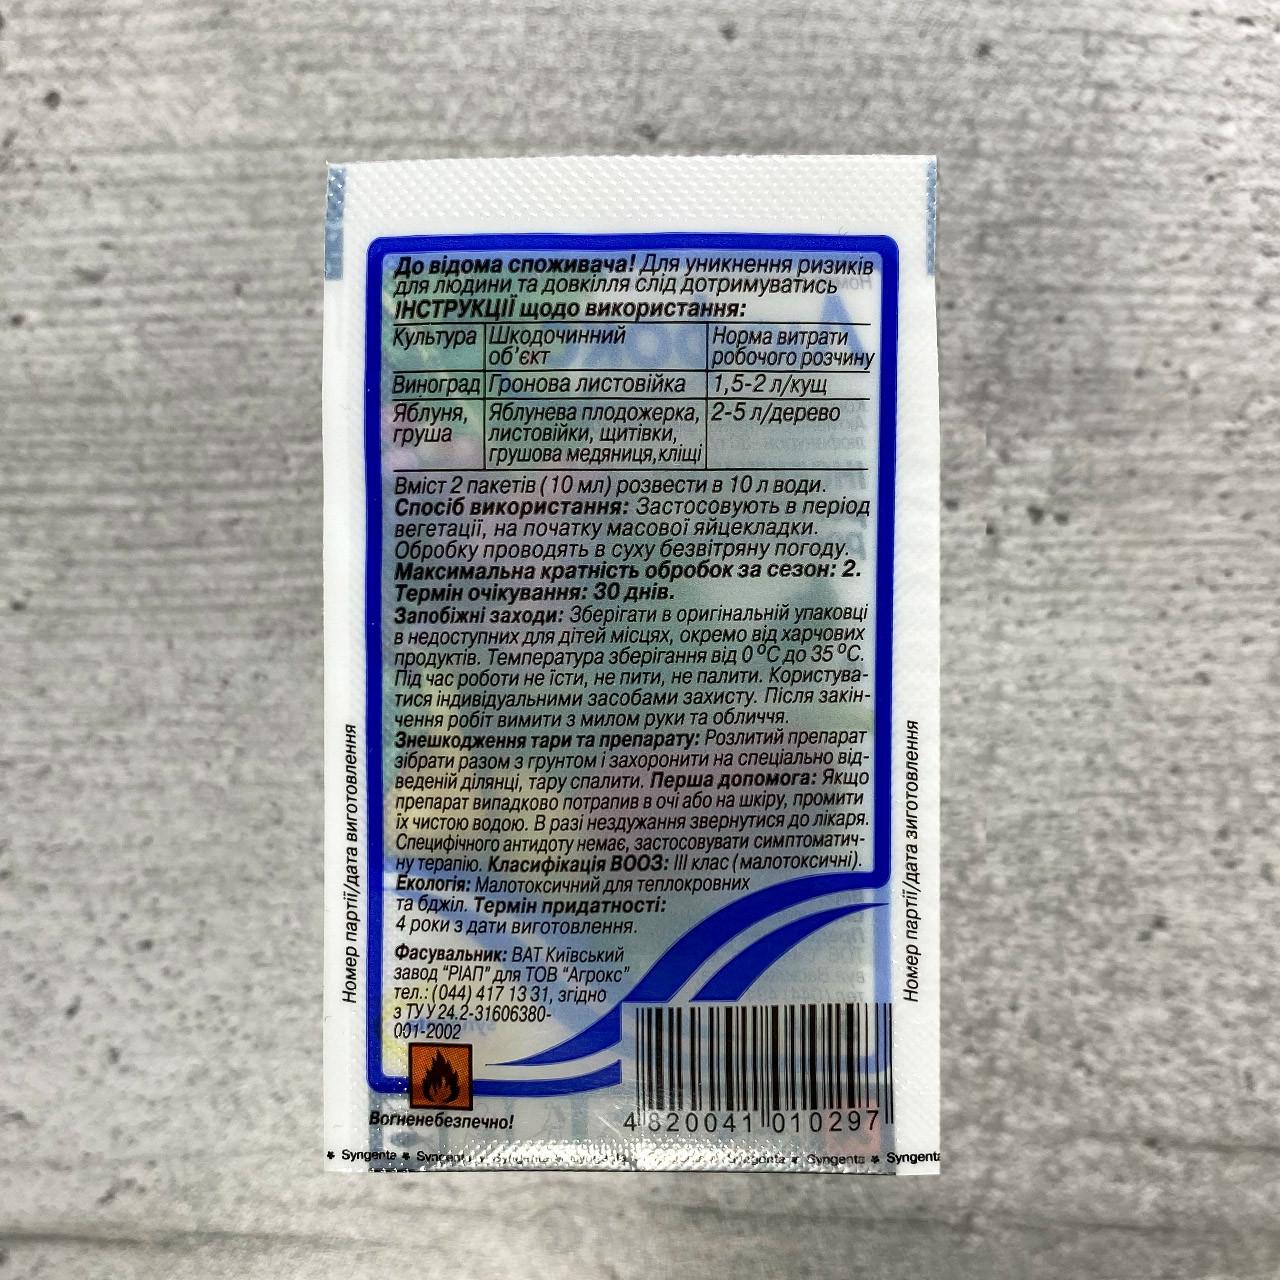 До відома споживача! Для уникнення ризиків
для людини та довкілля слід дотримуватись
ІНСТРУКЦІЇ щодо використання:
Культура Шкодочинний об'єкт Норма витрати робочого розчину
Виноград Гронова листовійка 1,5-2 л/кущ
Яблуня, груша Яблунева плодожерка, листовійки, щитівки, грушова медяниця,кліщі 2-5 л/дерево
Вміст 2 пакетів (10 мл) розвести в 10 л води.
Спосіб використання: Застосовують в період
вегетації, на початку масової яйцекладки.
Обробку проводять в суху безвітряну погоду.
Максимальна кратність обробок за сезон: 2.
Термін очікування: 30 днів.
Запобіжні заходи: Зберігати в оригінальній упаковці
в недоступних для дітей місцях, окремо від харчових
продуктів. Температура зберігання від 0 °С до 35 °С.
Під час роботи не їсти, не пити, не палити. Користува-
тися індивідуальними засобами захисту. Після закін-
чення робіт вимити з милом руки та обличчя.
Знешкодження тари та препарату: Розлитий препарат
зібрати разом з грунтом і захоронити на спеціально від-
веденій ділянці, тару спалити. Перша допомога: Якщо
препарат випадково потрапив в очі або на шкіру, промити
їх чистою водою. В разі нездужання звернутися до лікаря.
Специфічного антидоту немає, застосовувати симптоматич-
ну терапію. Класифікація ВООЗ: III клас (малотоксичні).
Екологія: Малотоксичний для теплокровних
та бджіл. Термін придатності:
4 роки з дати виготовлення.
Фасувальник: ВАТ Київський
завод "РІАП" для ТОВ "Агрокс"
тел.: (044) 417 13 31, згідно
з ТУ У 24.2-31606380-
001-2002
Вогненебезпечно!
4 820041 010297
Номер партії/дата виготовлення
Номер партії/дата зиготовлення
Syngenta Syngenta Syngenta Syngenta Syngenta